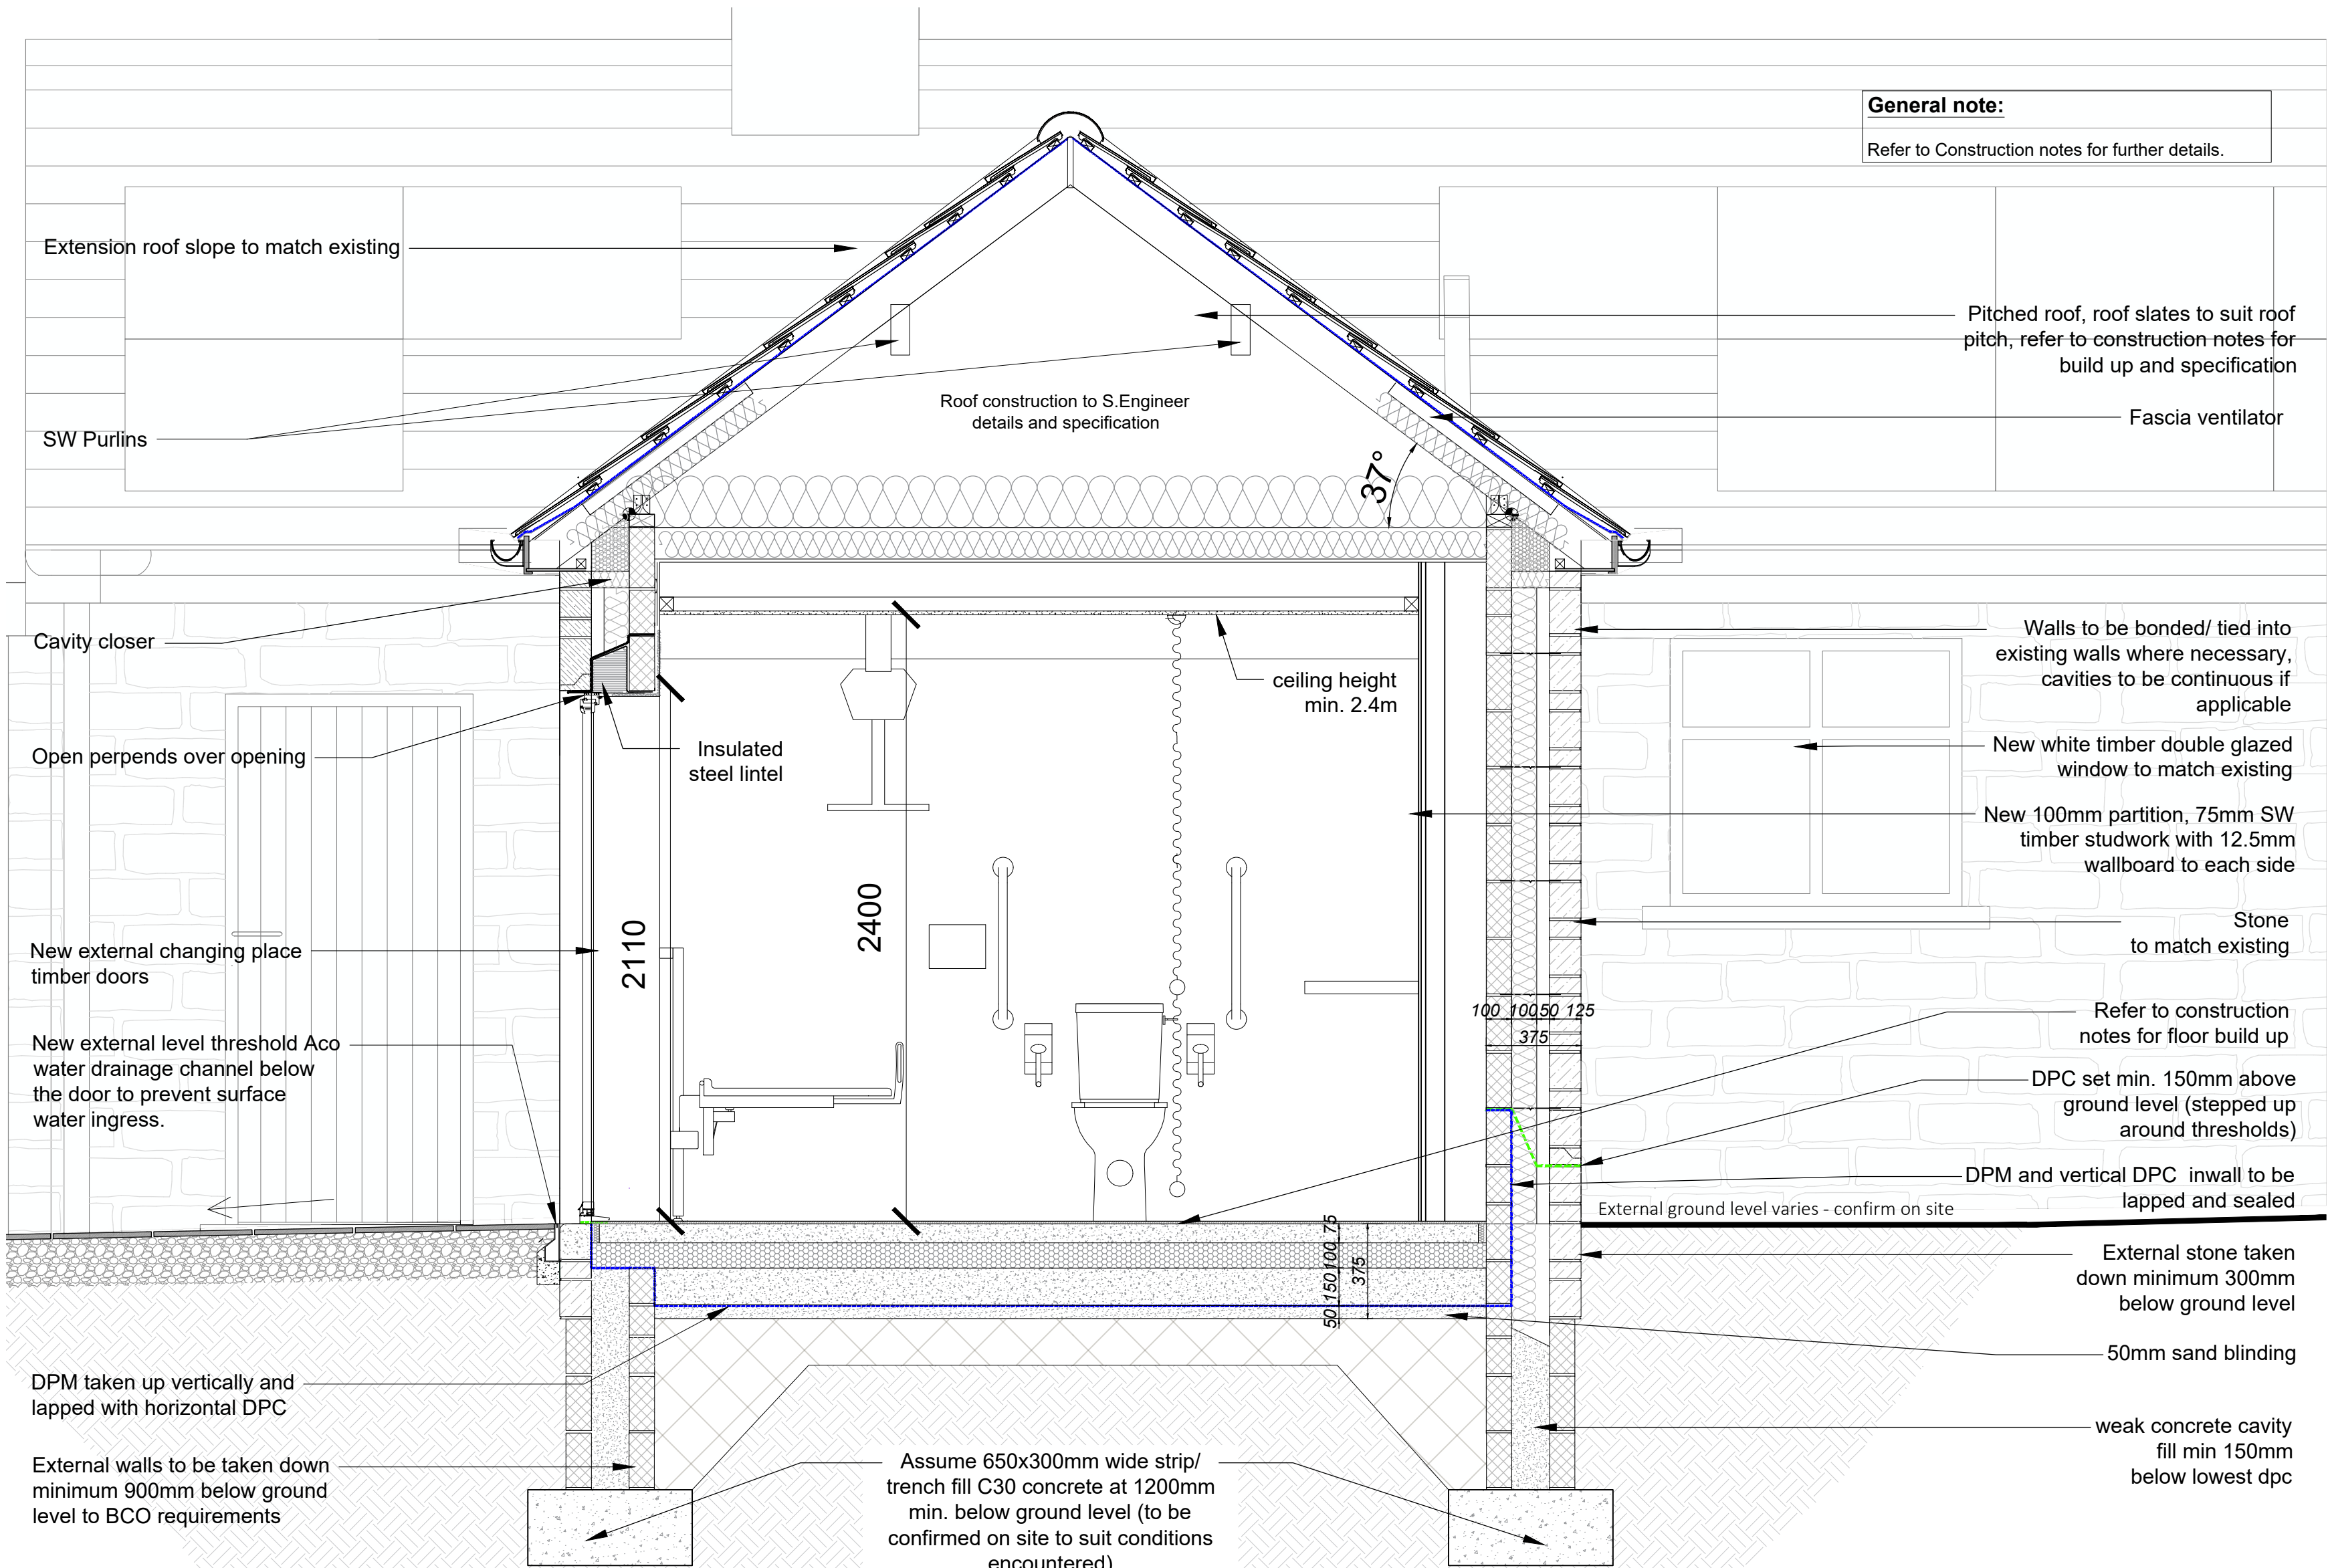 General note:
Refer to Construction notes for further details.
Extension roof slope to match existing
SW Purlins
Cavity closer
Open perpends over opening
New external changing place
timber doors
New external level threshold Aco
water drainage channel below
the door to prevent surface
water ingress.
DPM taken up vertically and
lapped with horizontal DPC
External walls to be taken down
minimum 900mm below ground
level to BCO requirements
Roof construction to S.Engineer
details and specification
37°
Insulated
steel lintel
ceiling height
min. 2.4m
2110
2400
100 100 50 125
375
75
100
150
50
375
Assume 650x300mm wide strip/
trench fill C30 concrete at 1200mm
min. below ground level (to be
confirmed on site to suit conditions
encountered)
Pitched roof, roof slates to suit roof
pitch, refer to construction notes for
build up and specification
Fascia ventilator
Walls to be bonded/ tied into
existing walls where necessary,
cavities to be continuous if
applicable
New white timber double glazed
window to match existing
New 100mm partition, 75mm SW
timber studwork with 12.5mm
wallboard to each side
Stone
to match existing
Refer to construction
notes for floor build up
DPC set min. 150mm above
ground level (stepped up
around thresholds)
DPM and vertical DPC inwall to be
lapped and sealed
External ground level varies - confirm on site
External stone taken
down minimum 300mm
below ground level
50mm sand blinding
weak concrete cavity
fill min 150mm
below lowest dpc